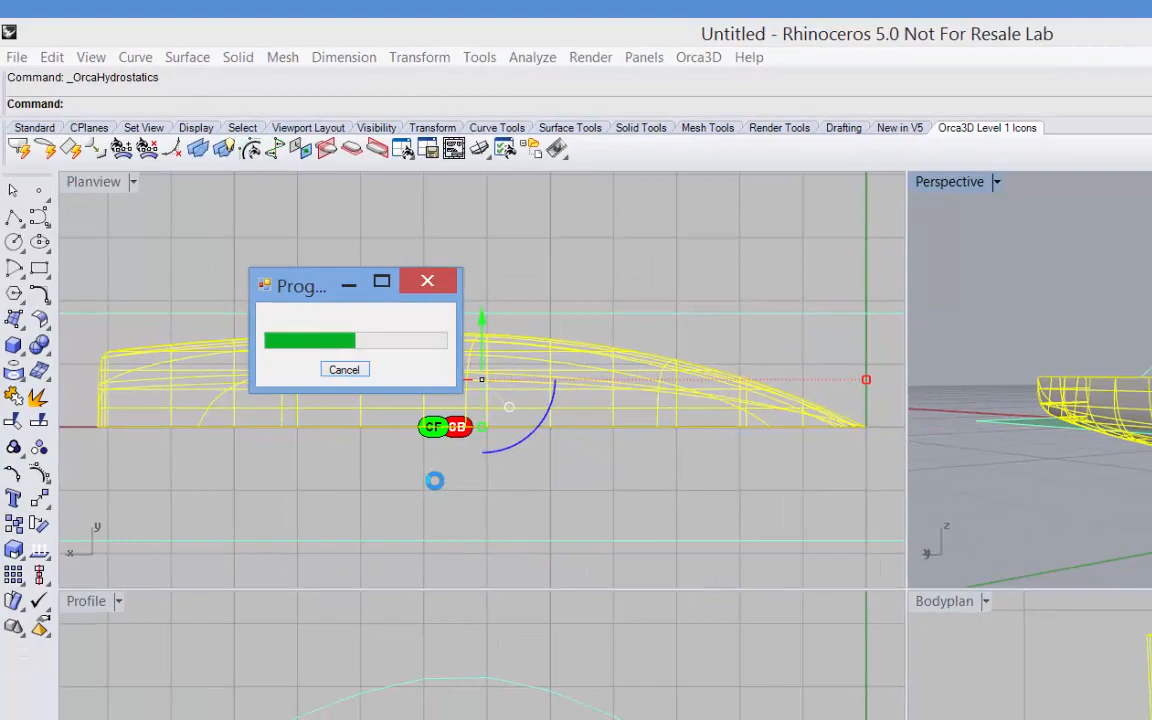 Untitled - Rhinoceros 5.0 Not For Resale Lab
File Edit View Curve Surface Solid Mesh Dimension Transform Tools Analyze Render Panels Orca3D Help
Command: _OrcaHydrostatics
Command:
Standard CPlanes Set View Display Select Viewport Layout Visibility Transform Curve Tools Surface Tools Solid Tools Mesh Tools Render Tools Drafting New in V5 Orca3D Level 1 Icons
Planview Perspective
Prog...
Cancel
CF CB
y
x
z
y
Profile Bodyplan